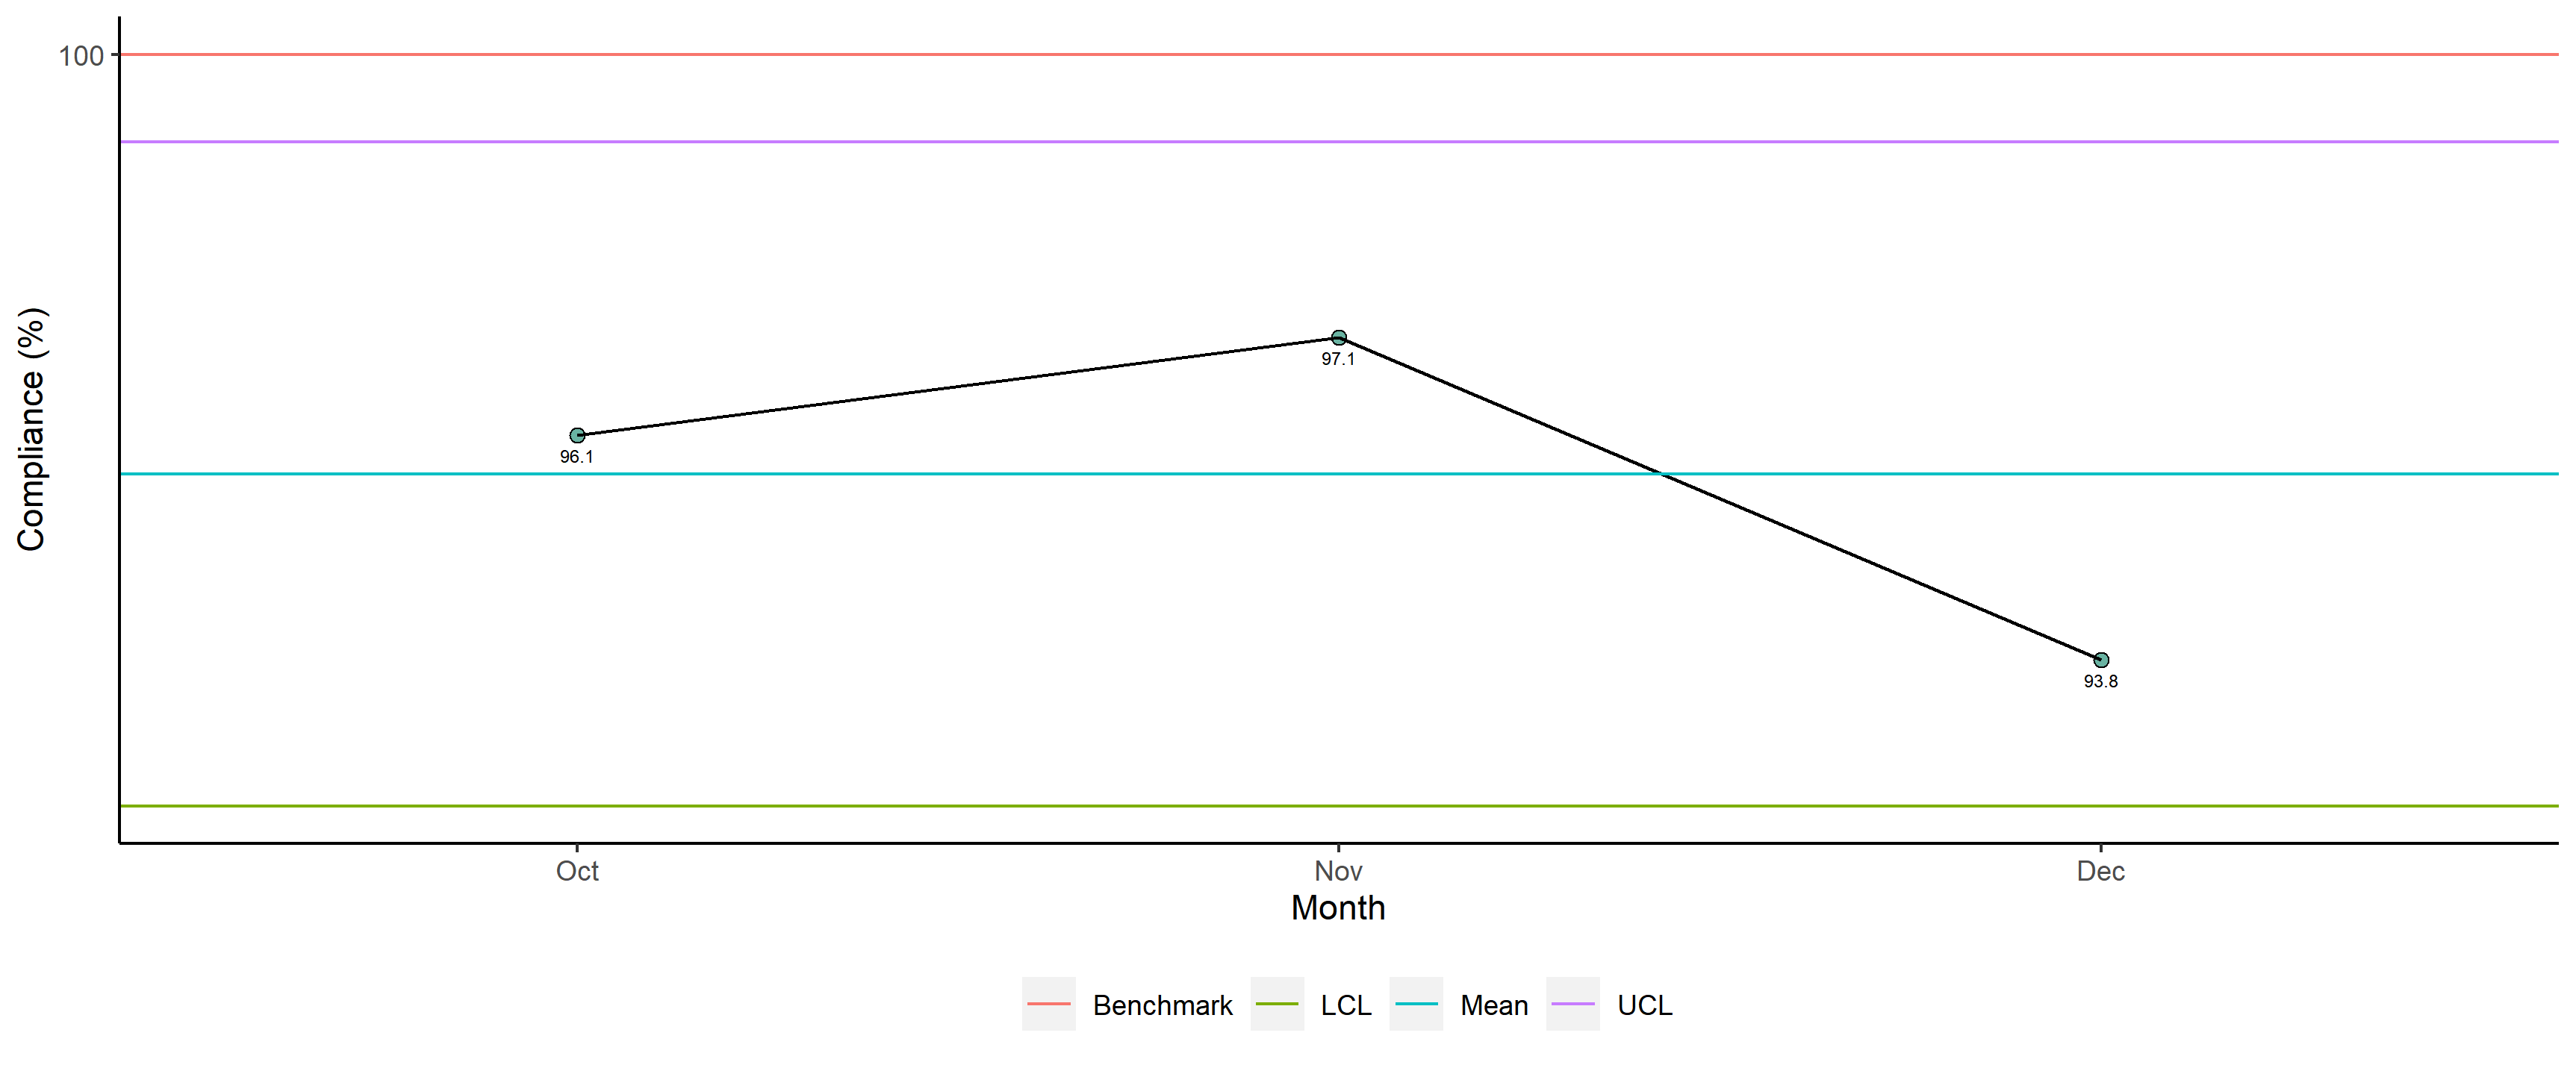 100
Compliance (%)
96.1
97.1
93.8
Oct Nov Dec
Month
Benchmark LCL Mean UCL